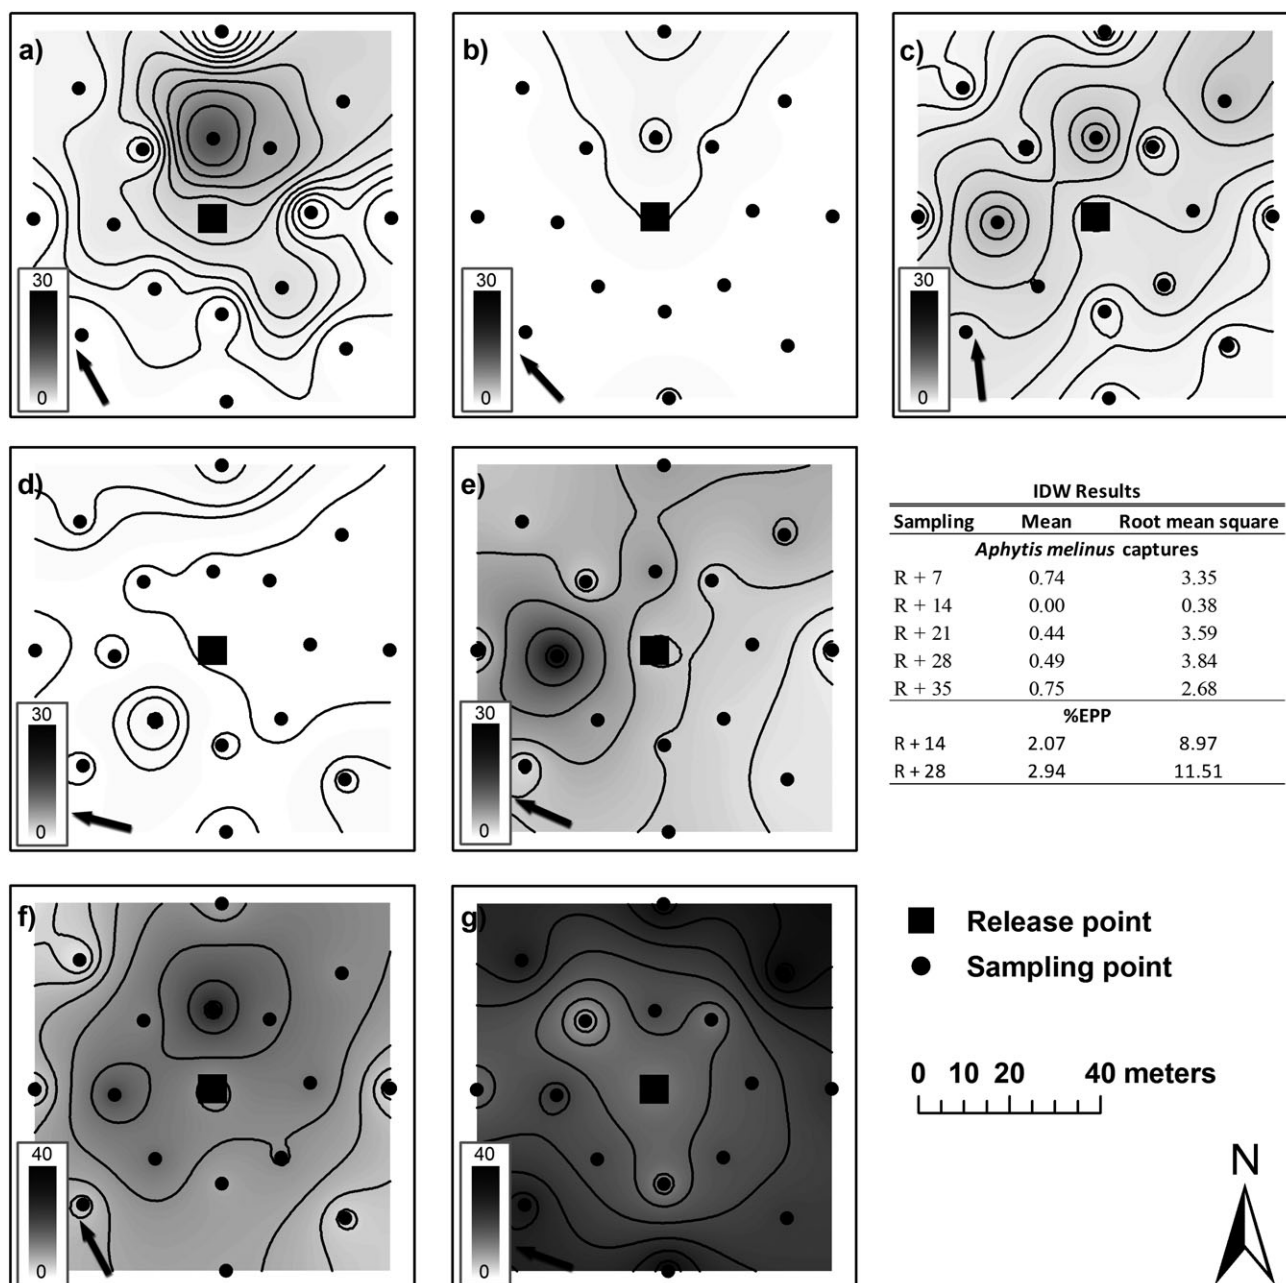 a)
30
0
b)
30
0
c)
30
0
d)
30
0
e)
30
0
IDW Results
Sampling Mean Root mean square
Aphytis melinus captures
R + 7 0.74 3.35
R + 14 0.00 0.38
R + 21 0.44 3.59
R + 28 0.49 3.84
R + 35 0.75 2.68
%EPP
R + 14 2.07 8.97
R + 28 2.94 11.51
f)
40
0
g)
40
0
Release point
Sampling point
0 10 20 40 meters
N